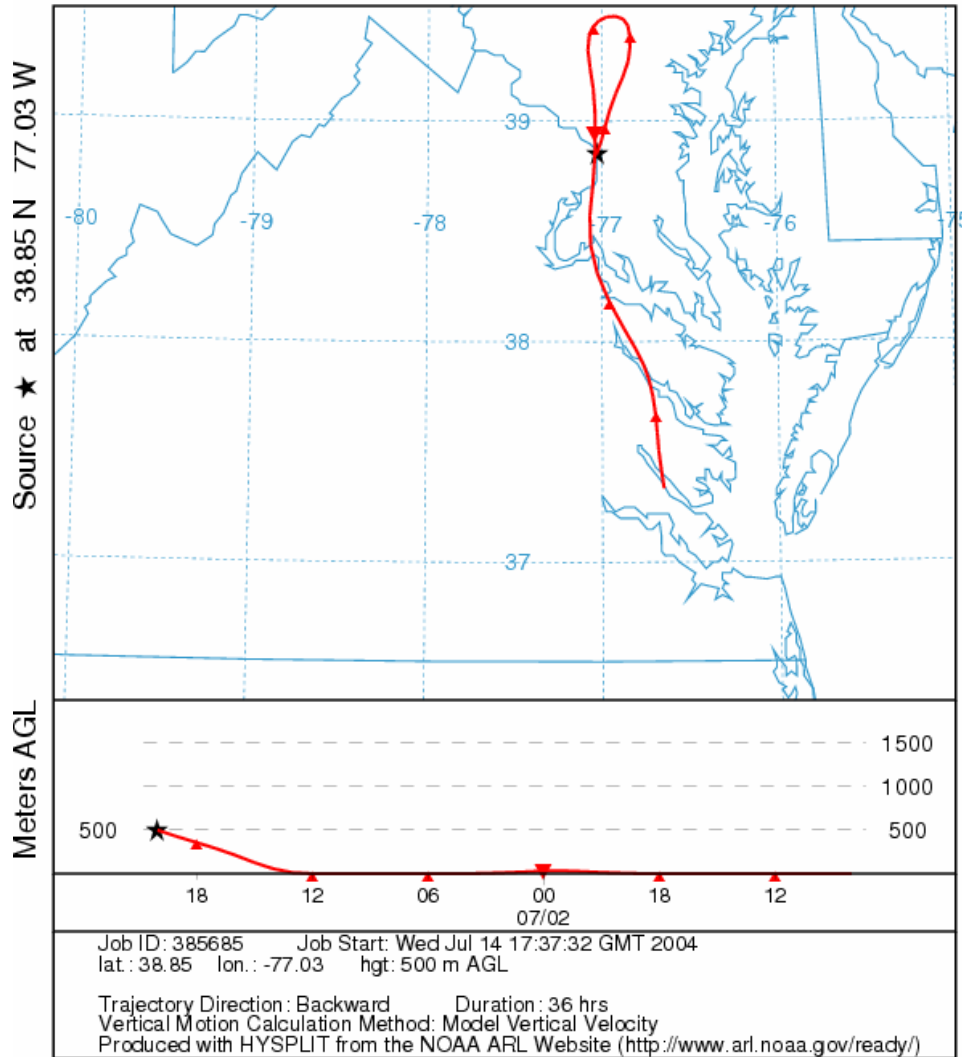 Source ★ at 38.85 N 77.03 W
39
-80 -79 -78 -77 -76 -75
38
37
Meters AGL
1500
1000
500 500
18 12 06 00 18 12
07/02
Job ID: 385685 Job Start: Wed Jul 14 17:37:32 GMT 2004
lat.: 38.85 lon.: -77.03 hgt: 500 m AGL
Trajectory Direction: Backward Duration: 36 hrs
Vertical Motion Calculation Method: Model Vertical Velocity
Produced with HYSPLIT from the NOAA ARL Website (http://www.arl.noaa.gov/ready/)